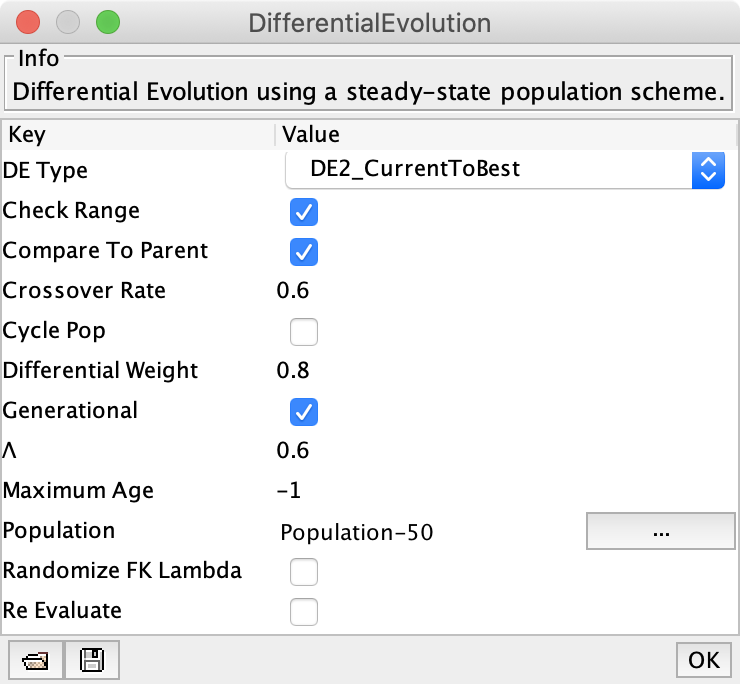 DifferentialEvolution
Info
Differential Evolution using a steady-state population scheme.
Key Value
DE Type DE2_CurrentToBest
Check Range
Compare To Parent
Crossover Rate 0.6
Cycle Pop
Differential Weight 0.8
Generational
Λ 0.6
Maximum Age -1
Population Population-50 ...
Randomize FK Lambda
Re Evaluate
OK